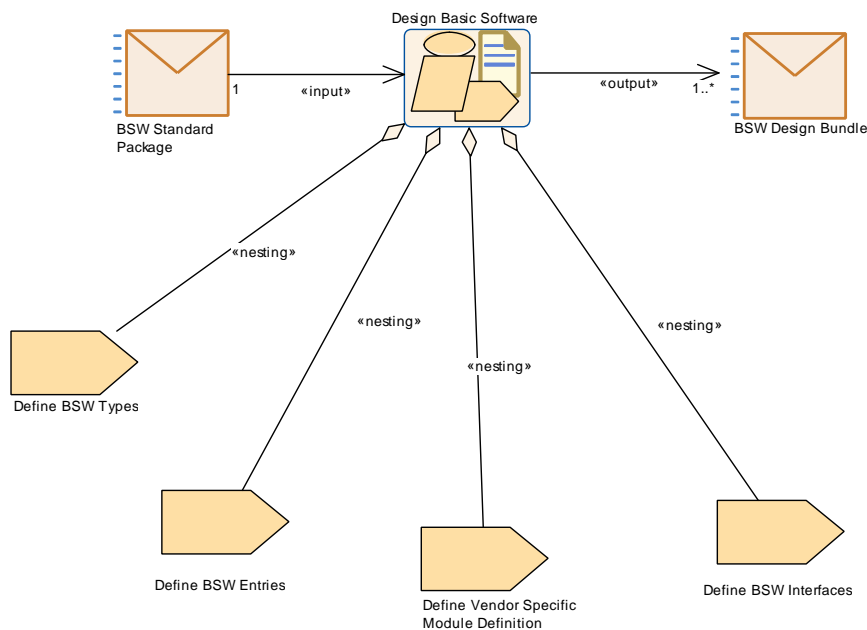 Design Basic Software
1
«input»
«output»
1..*
BSW Standard
Package
BSW Design Bundle
«nesting»
«nesting»
«nesting»
«nesting»
Define BSW Types
Define BSW Entries
Define Vendor Specific
Module Definition
Define BSW Interfaces